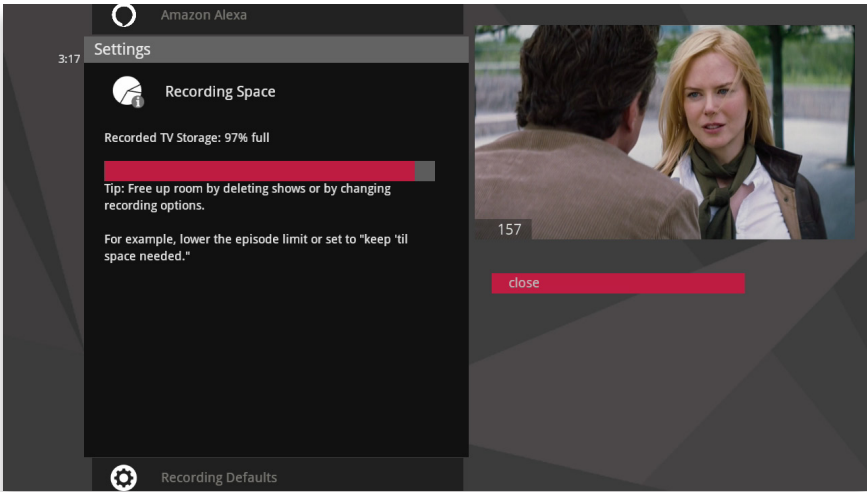 Amazon Alexa
3:17
Settings
Recording Space
Recorded TV Storage: 97% full
Tip: Free up room by deleting shows or by changing
recording options.
For example, lower the episode limit or set to "keep 'til
space needed."
157
close
Recording Defaults